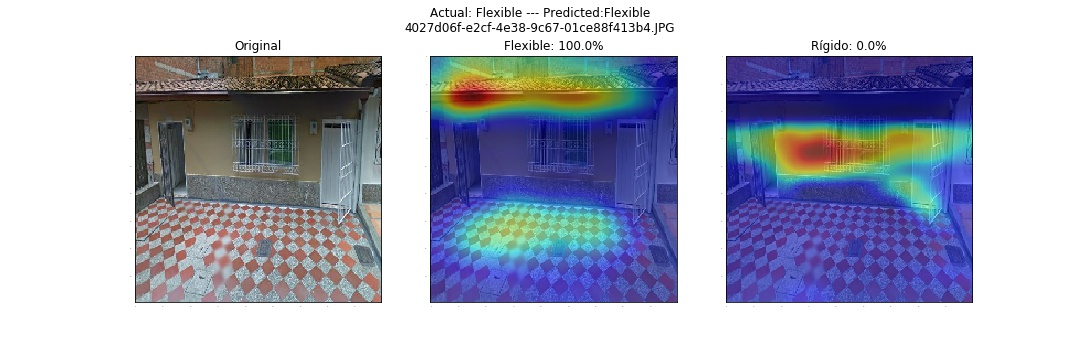 Actual: Flexible --- Predicted:Flexible
4027d06f-e2cf-4e38-9c67-01ce88f413b4.JPG
Original
Flexible: 100.0%
Rígido: 0.0%